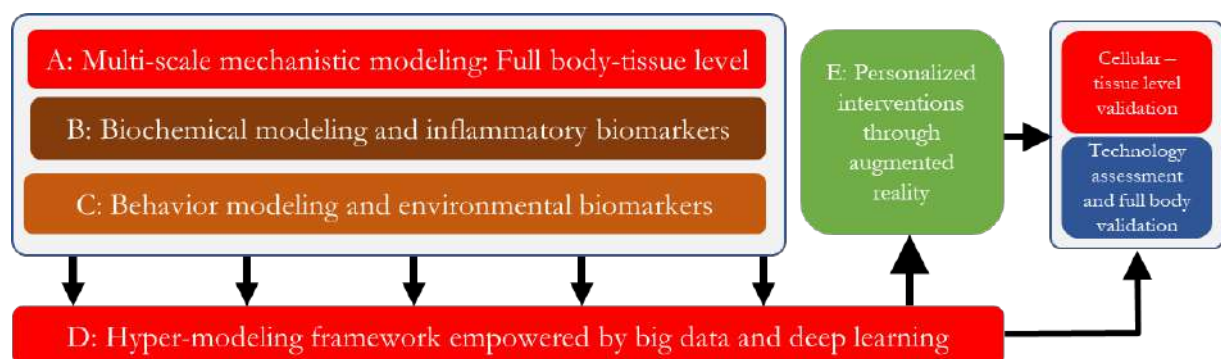 A: Multi-scale mechanistic modeling: Full body-tissue level
B: Biochemical modeling and inflammatory biomarkers
C: Behavior modeling and environmental biomarkers
D: Hyper-modeling framework empowered by big data and deep learning
E: Personalized
interventions
through
augmented
reality
Cellular –
tissue level
validation
Technology
assessment
and full body
validation